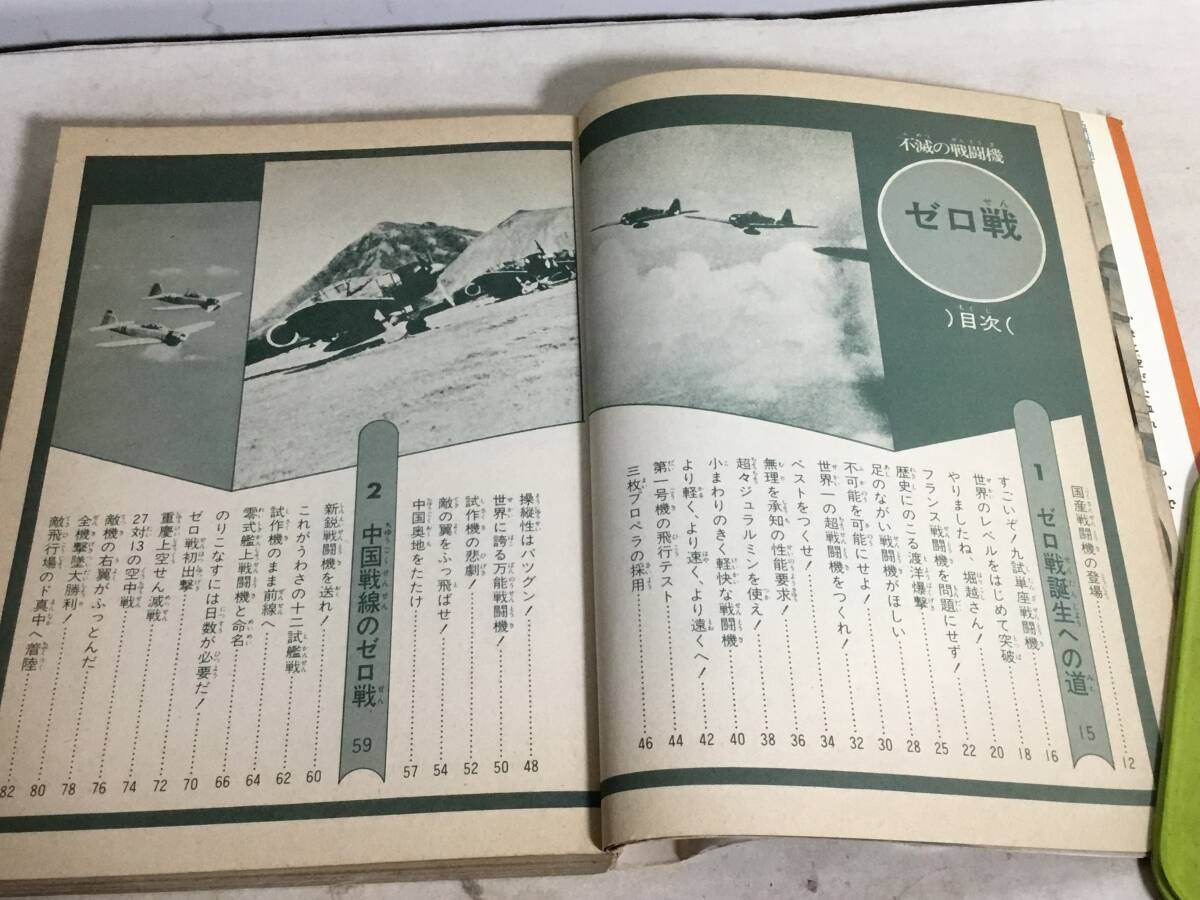 不滅の戦闘機
ゼロ戦
)目次(
国産戦闘機の登場 12
1 ゼロ戦誕生への道 15
すごいぞ！九試単座戦闘機 16
世界のレベルをはじめて突破 18
やりましたね、堀越さん！ 20
フランス戦闘機を問題にせず！ 22
歴史にのこる渡洋爆撃 25
足のながい戦闘機がほしい 28
不可能を可能にせよ！ 30
世界一の超戦闘機をつくれ！ 32
ベストをつくせ！ 34
無理を承知の性能要求！ 36
超々ジュラルミンを使え！ 38
小まわりのきく軽快な戦闘機 40
より軽く、より速く、より遠くへ！ 42
第一号機の飛行テスト 44
三枚プロペラの採用 46
操縦性はバツグン！ 48
世界に誇る万能戦闘機！ 50
試作機の悲劇！ 52
敵の翼をふっ飛ばせ！ 54
中国奥地をたたけ 57
2 中国戦線のゼロ戦 59
新鋭戦闘機を送れ！ 60
これがうわさの十二試艦戦 62
試作機のまま前線へ 64
零式艦上戦闘機と命名 66
のりこなすには日数が必要だ！ 70
ゼロ戦初出撃 72
重慶上空せん滅戦 74
27対13の空中戦 76
敵機の右翼がふっとんだ 78
全機撃墜大勝利！ 80
敵飛行場のド真中へ着陸 82